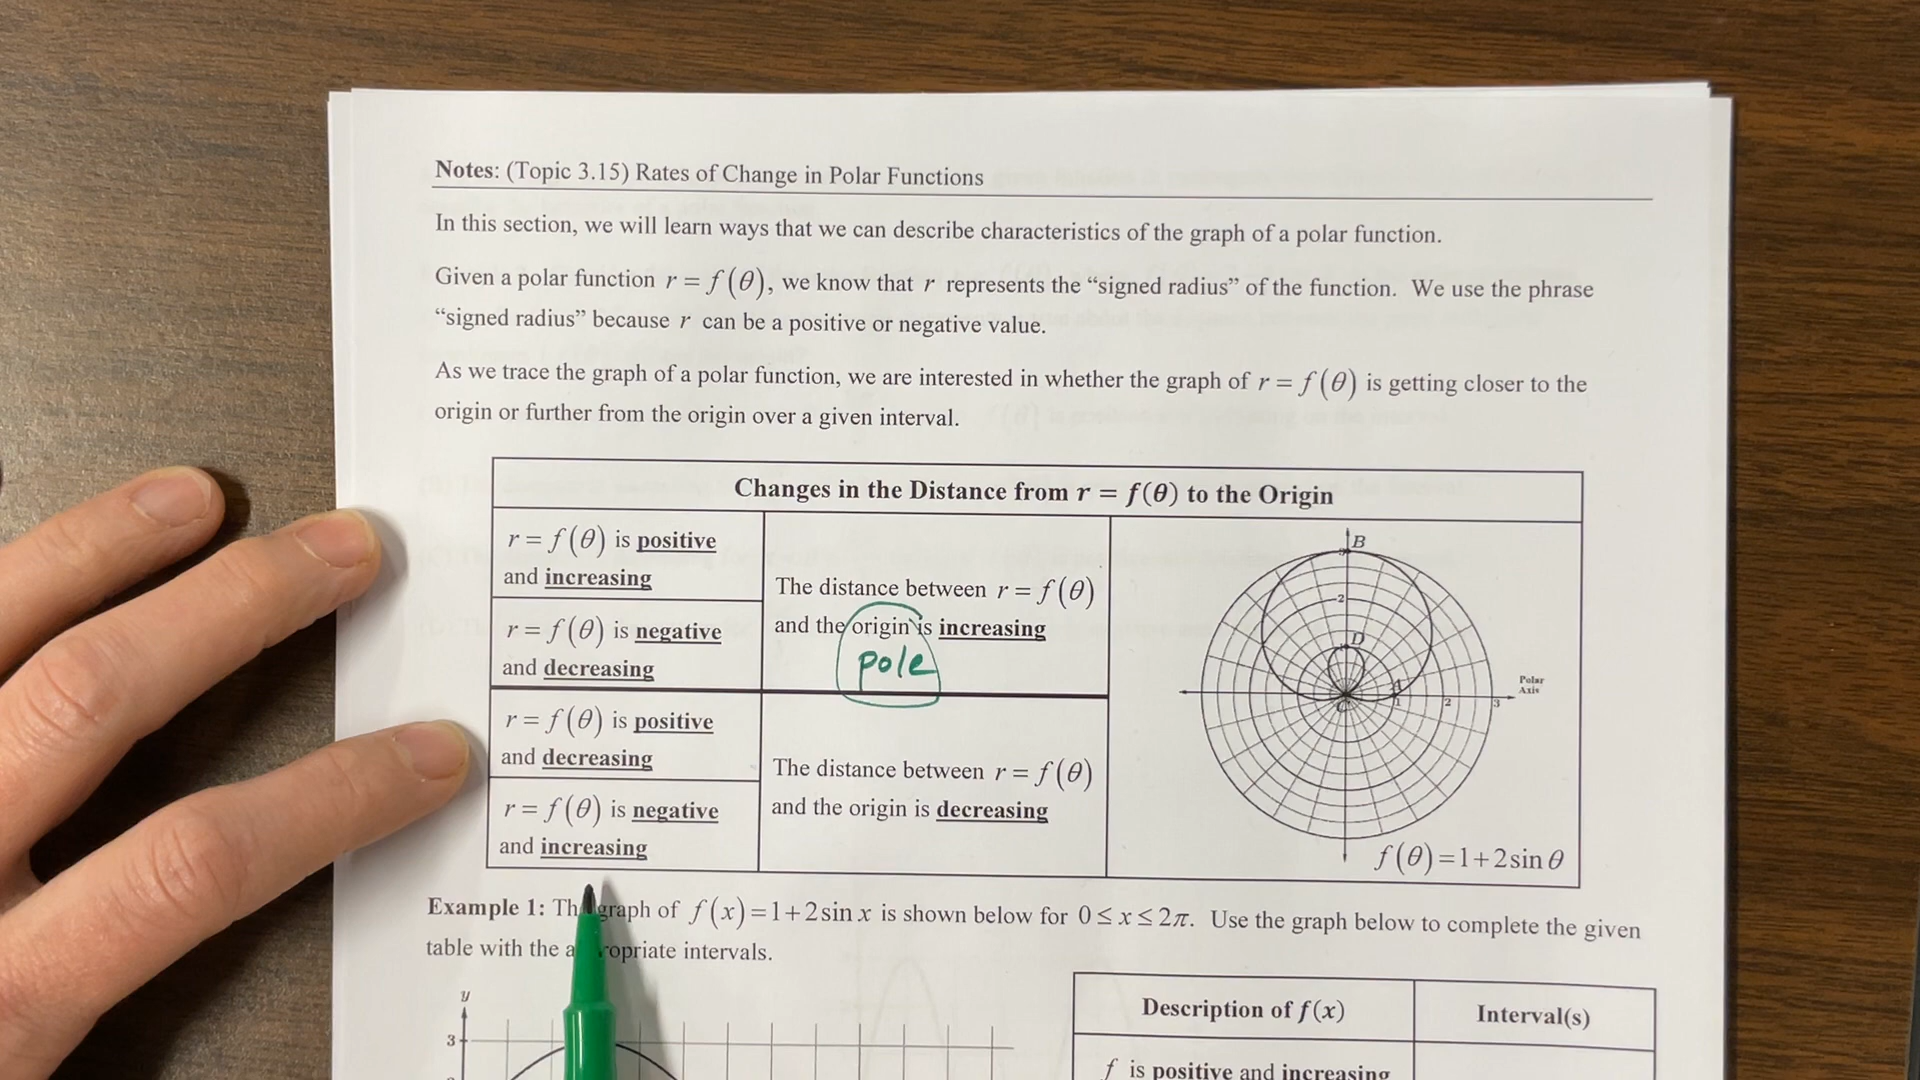 Notes: (Topic 3.15) Rates of Change in Polar Functions
In this section, we will learn ways that we can describe characteristics of the graph of a polar function.
Given a polar function r = f(θ), we know that r represents the “signed radius” of the function. We use the phrase
“signed radius” because r can be a positive or negative value.
As we trace the graph of a polar function, we are interested in whether the graph of r = f(θ) is getting closer to the
origin or further from the origin over a given interval.
Changes in the Distance from r = f(θ) to the Origin
r = f(θ) is positive
and increasing
r = f(θ) is negative
and decreasing
The distance between r = f(θ)
and the origin is increasing
pole
r = f(θ) is positive
and decreasing
r = f(θ) is negative
and increasing
The distance between r = f(θ)
and the origin is decreasing
B
3
2
D
A
C
1
2
3
Polar
Axis
f(θ)=1+2sin θ
Example 1: graph of f(x)=1+2sin x is shown below for 0≤x≤2π. Use the graph below to complete the given
table with the intervals.
y
3
Description of f(x)
Interval(s)
f is positive and increasing